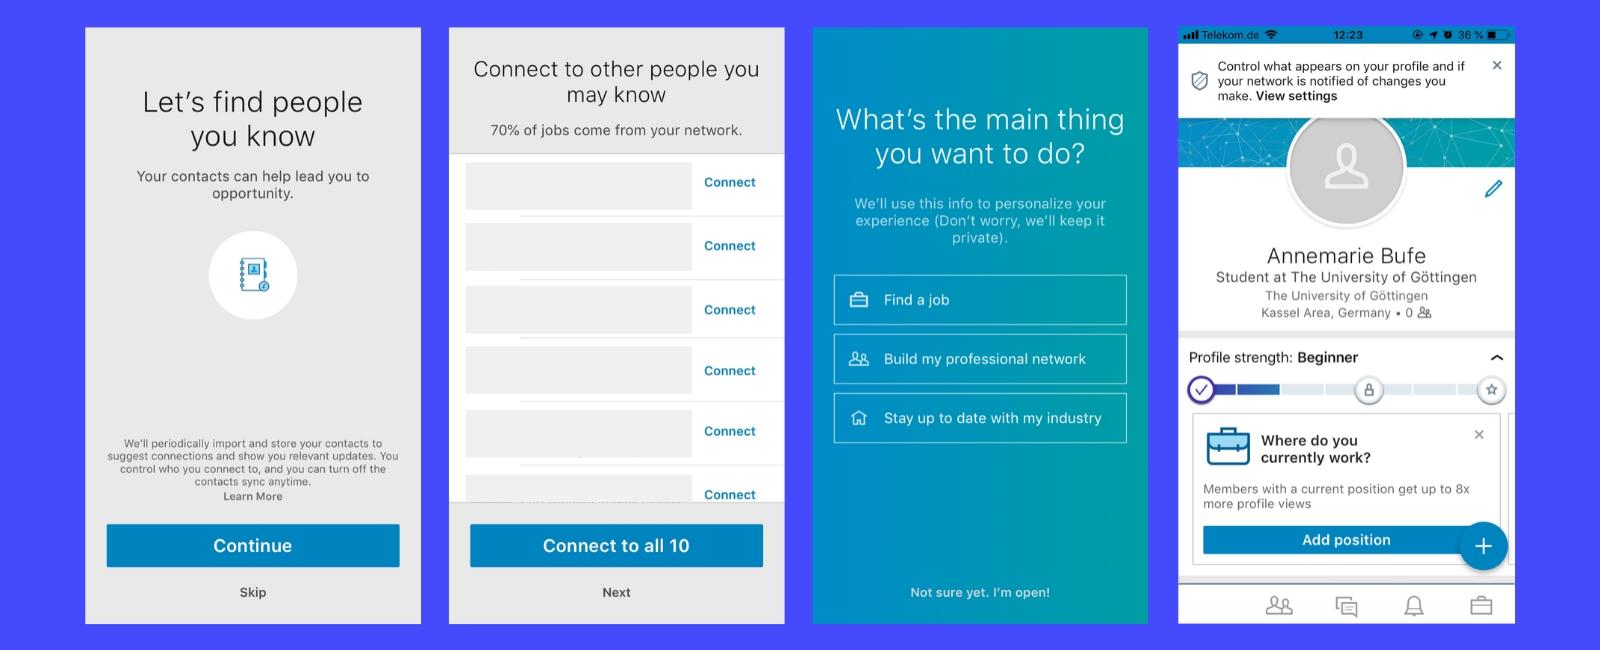 Let's find people
you know
Your contacts can help lead you to
opportunity.
We'll periodically import and store your contacts to
suggest connections and show you relevant updates. You
control who you connect to, and you can turn off the
contacts sync anytime.
Learn More
Continue
Skip
Connect to other people you
may know
70% of jobs come from your network.
Connect
Connect
Connect
Connect
Connect
Connect
Connect to all 10
Next
What's the main thing
you want to do?
We'll use this info to personalize your
experience (Don't worry, we'll keep it
private).
Find a job
Build my professional network
Stay up to date with my industry
Not sure yet. I'm open!
Telekom.de 12:23 36 %
Control what appears on your profile and if
your network is notified of changes you
make. View settings
Annemarie Bufe
Student at The University of Göttingen
The University of Göttingen
Kassel Area, Germany • 0
Profile strength: Beginner
Where do you
currently work?
Members with a current position get up to 8x
more profile views
Add position